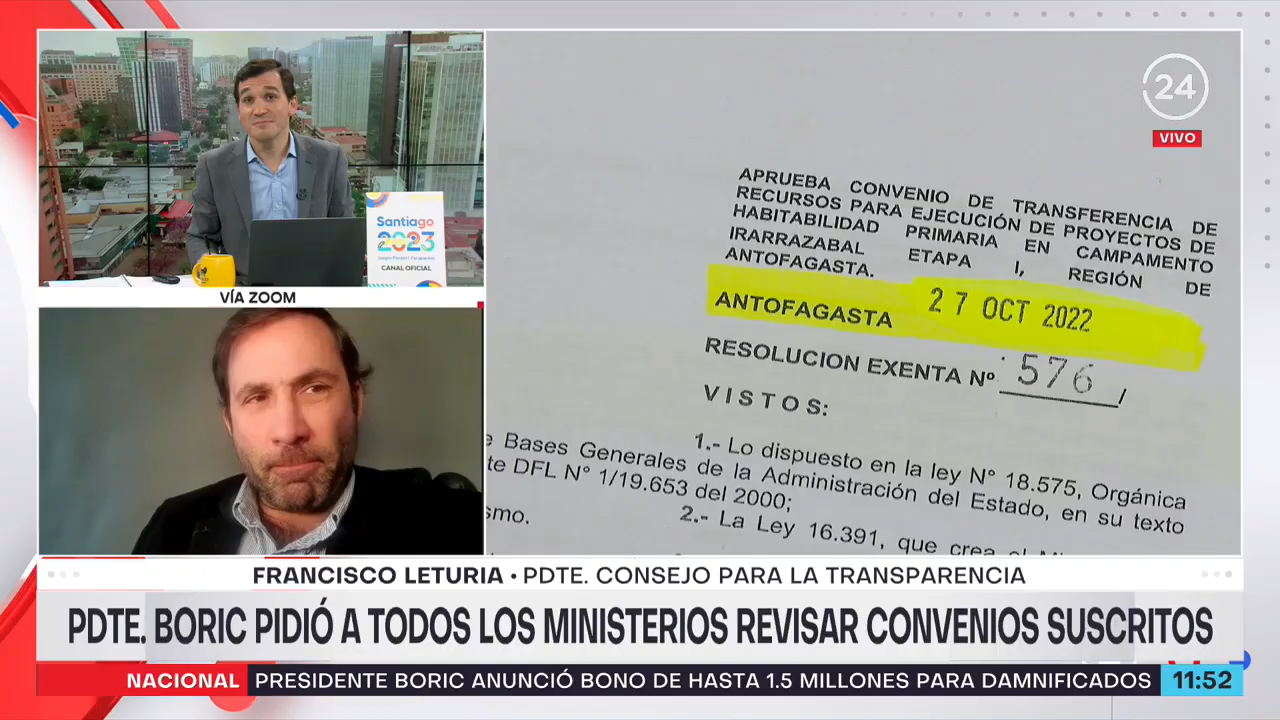 24
VIVO
Santiago
2023
CANAL OFICIAL
VÍA ZOOM
APRUEBA CONVENIO DE TRANSFERENCIA DE
RECURSOS PARA EJECUCIÓN DE PROYECTOS DE
HABITABILIDAD PRIMARIA EN CAMPAMENTO
IRARRAZABAL ETAPA I, REGIÓN DE
ANTOFAGASTA.
ANTOFAGASTA 27 OCT 2022
RESOLUCION EXENTA Nº 576 /
VISTOS:
1.- Lo dispuesto en la ley N° 18.575, Orgánica
Bases Generales de la Administración del Estado, en su texto
DFL N° 1/19.653 del 2000;
2.- La Ley 16.391, que crea el
FRANCISCO LETURIA • PDTE. CONSEJO PARA LA TRANSPARENCIA
PDTE. BORIC PIDIÓ A TODOS LOS MINISTERIOS REVISAR CONVENIOS SUSCRITOS
NACIONAL PRESIDENTE BORIC ANUNCIÓ BONO DE HASTA 1.5 MILLONES PARA DAMNIFICADOS 11:52